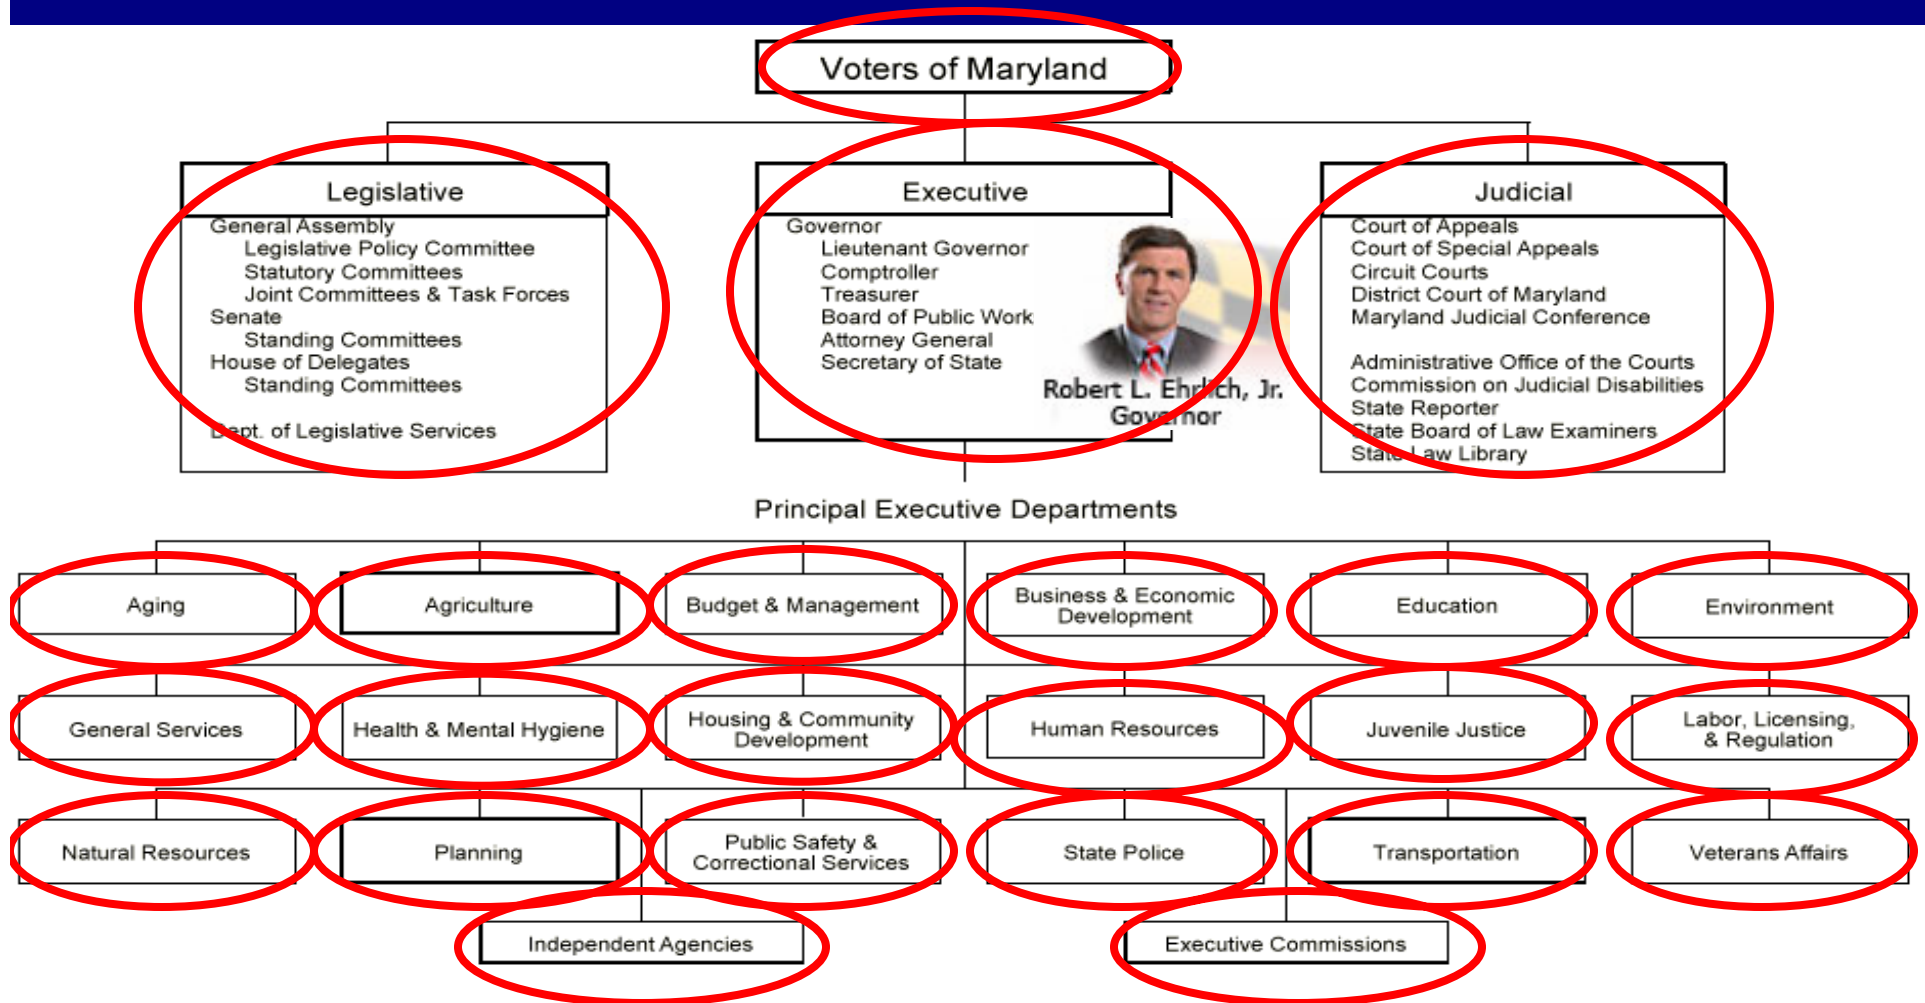 Voters of Maryland
Legislative
General Assembly
Legislative Policy Committee
Statutory Committees
Joint Committees & Task Forces
Senate
Standing Committees
House of Delegates
Standing Committees
Dept. of Legislative Services
Executive
Governor
Lieutenant Governor
Comptroller
Treasurer
Board of Public Work
Attorney General
Secretary of State
Robert L. Ehrlich, Jr.
Governor
Judicial
Court of Appeals
Court of Special Appeals
Circuit Courts
District Court of Maryland
Maryland Judicial Conference
Administrative Office of the Courts
Commission on Judicial Disabilities
State Reporter
State Board of Law Examiners
State Law Library
Principal Executive Departments
Aging
Agriculture
Budget & Management
Business & Economic
Development
Education
Environment
General Services
Health & Mental Hygiene
Housing & Community
Development
Human Resources
Juvenile Justice
Labor, Licensing,
& Regulation
Natural Resources
Planning
Public Safety &
Correctional Services
State Police
Transportation
Veterans Affairs
Independent Agencies
Executive Commissions